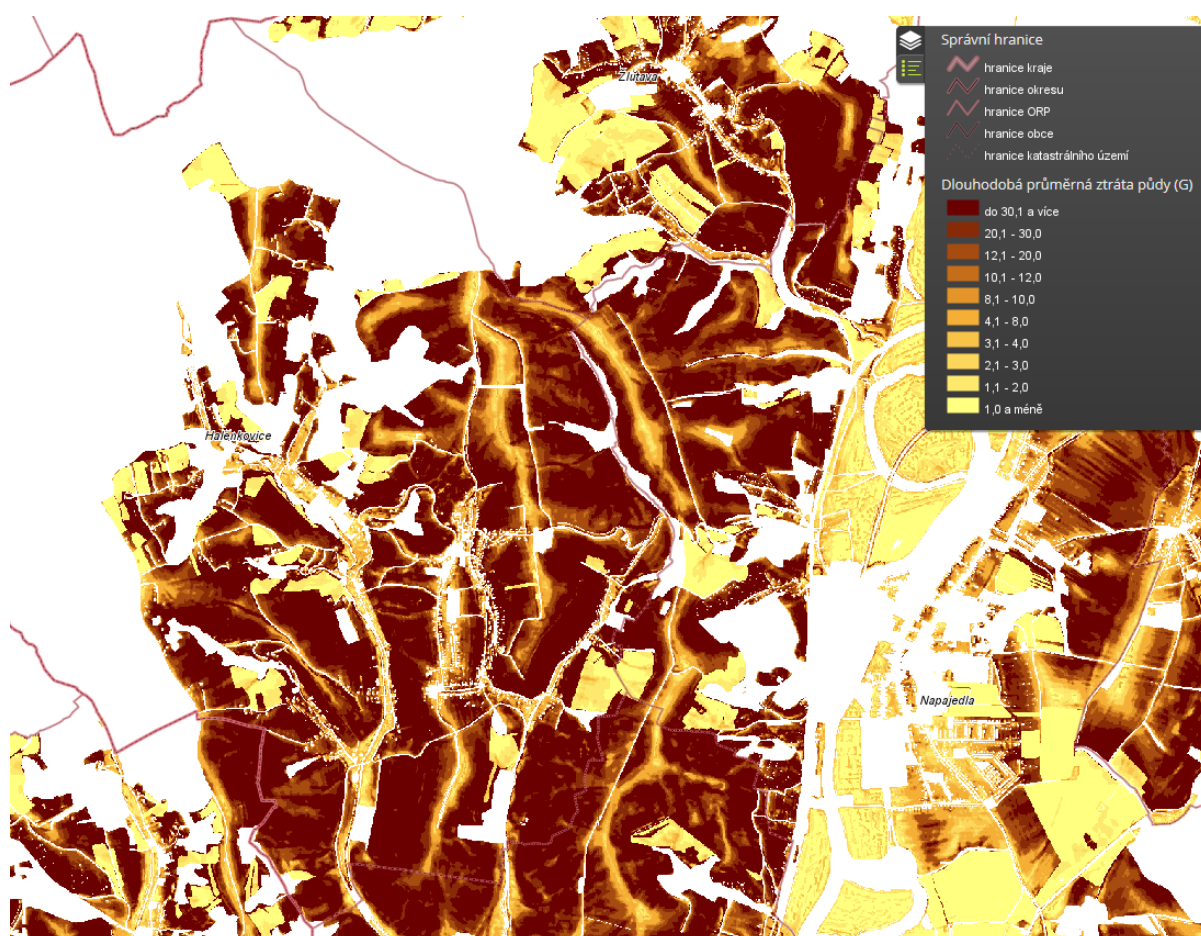 Žlutava
Halenkovice
Napajedla
Správní hranice
hranice kraje
hranice okresu
hranice ORP
hranice obce
hranice katastrálního území
Dlouhodobá průměrná ztráta půdy (G)
do 30,1 a více
20,1 - 30,0
12,1 - 20,0
10,1 - 12,0
8,1 - 10,0
4,1 - 8,0
3,1 - 4,0
2,1 - 3,0
1,1 - 2,0
1,0 a méně